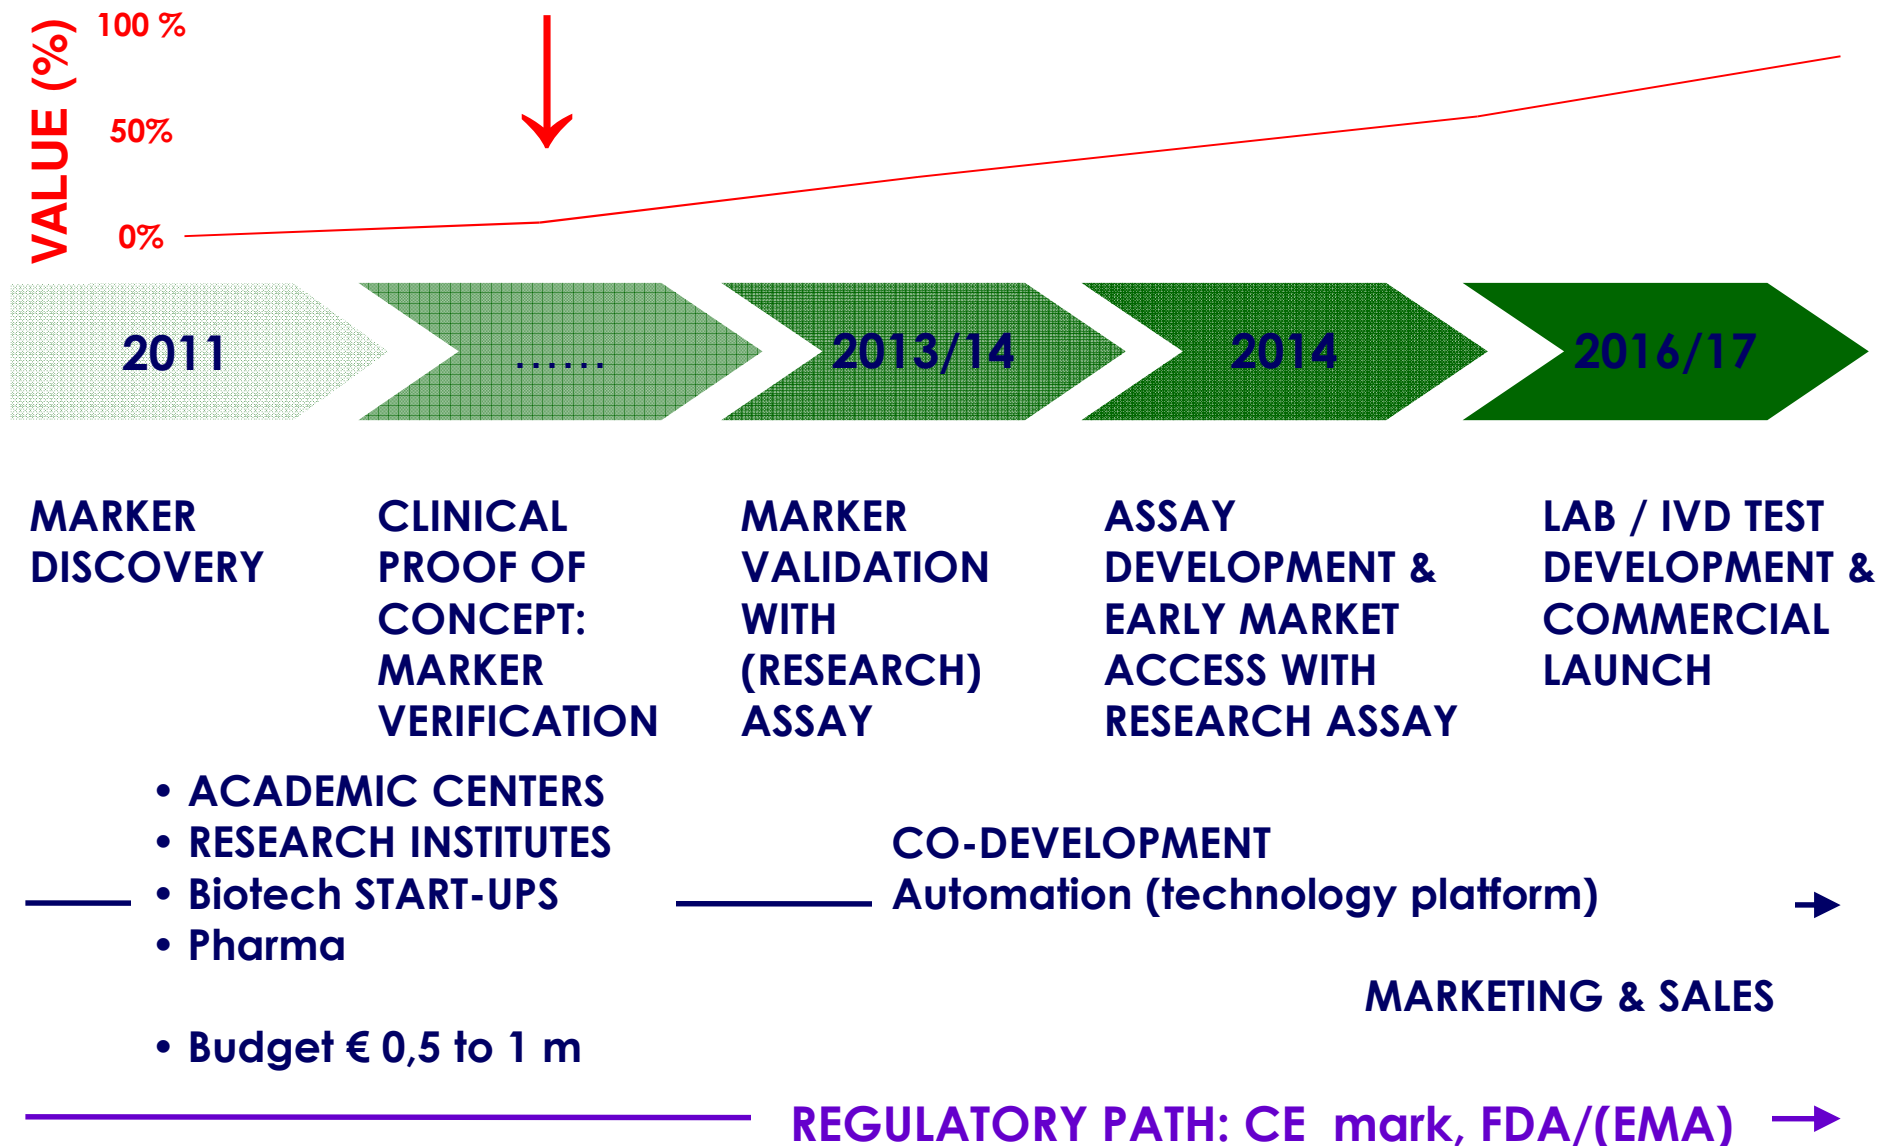 VALUE (%)
100 %
50%
0%
2011
......
2013/14
2014
2016/17
MARKER
DISCOVERY
CLINICAL
PROOF OF
CONCEPT:
MARKER
VERIFICATION
MARKER
VALIDATION
WITH
(RESEARCH)
ASSAY
ASSAY
DEVELOPMENT &
EARLY MARKET
ACCESS WITH
RESEARCH ASSAY
LAB / IVD TEST
DEVELOPMENT &
COMMERCIAL
LAUNCH
• ACADEMIC CENTERS
• RESEARCH INSTITUTES
• Biotech START-UPS
• Pharma
• Budget € 0,5 to 1 m
CO-DEVELOPMENT
Automation (technology platform)
MARKETING & SALES
REGULATORY PATH: CE mark, FDA/(EMA)